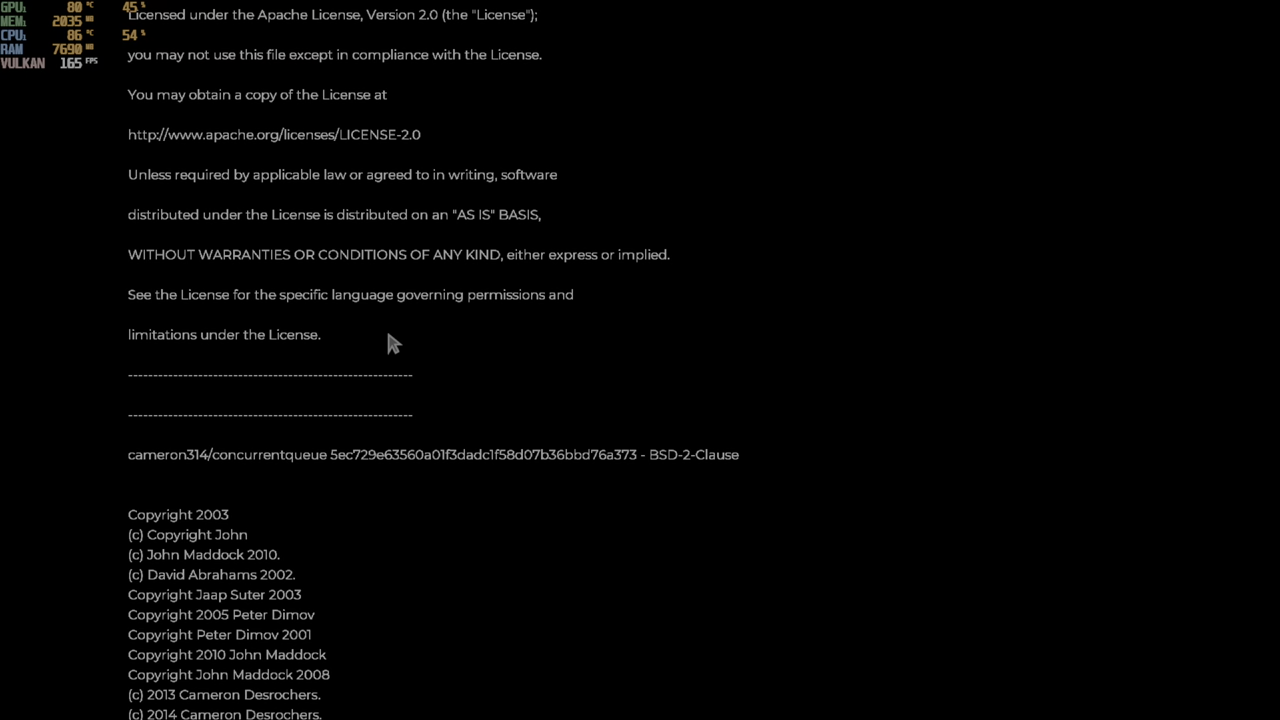 GPU1 80 °C 45 %
MEM1 2035 MB
CPU1 86 °C 54 %
RAM 7690 MB
VULKAN 165 FPS
Licensed under the Apache License, Version 2.0 (the "License");
you may not use this file except in compliance with the License.
You may obtain a copy of the License at
http://www.apache.org/licenses/LICENSE-2.0
Unless required by applicable law or agreed to in writing, software
distributed under the License is distributed on an "AS IS" BASIS,
WITHOUT WARRANTIES OR CONDITIONS OF ANY KIND, either express or implied.
See the License for the specific language governing permissions and
limitations under the License.
---------------------------------------------------------
---------------------------------------------------------
cameron314/concurrentqueue 5ec729e63560a01f3dadc1f58d07b36bbd76a373 - BSD-2-Clause
Copyright 2003
(c) Copyright John
(c) John Maddock 2010.
(c) David Abrahams 2002.
Copyright Jaap Suter 2003
Copyright 2005 Peter Dimov
Copyright Peter Dimov 2001
Copyright 2010 John Maddock
Copyright John Maddock 2008
(c) 2013 Cameron Desrochers.
(c) 2014 Cameron Desrochers.